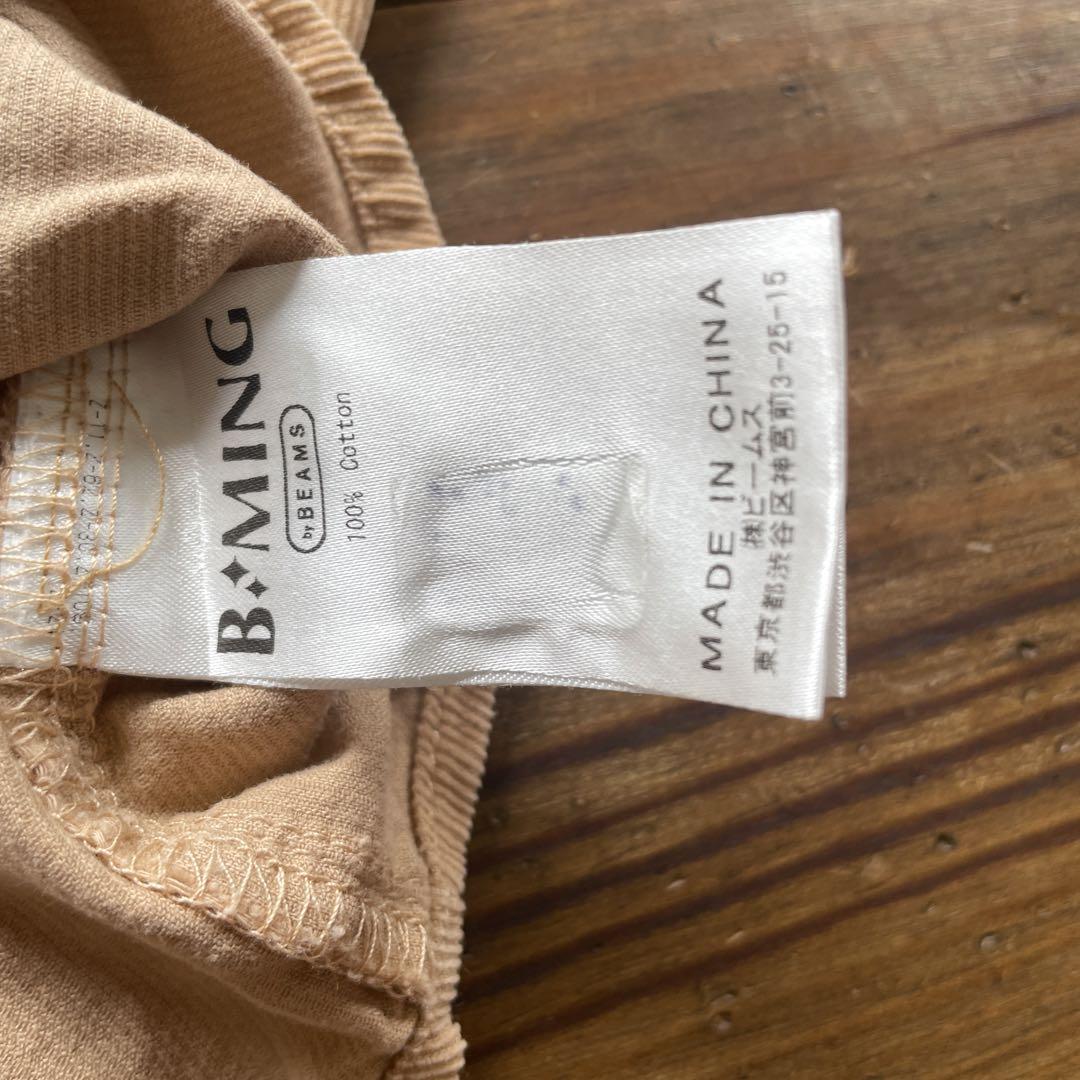 B MING
by BEAMS
100% Cotton
MADE IN CHINA
㈱ビームス
東京都渋谷区神宮前3-25-15